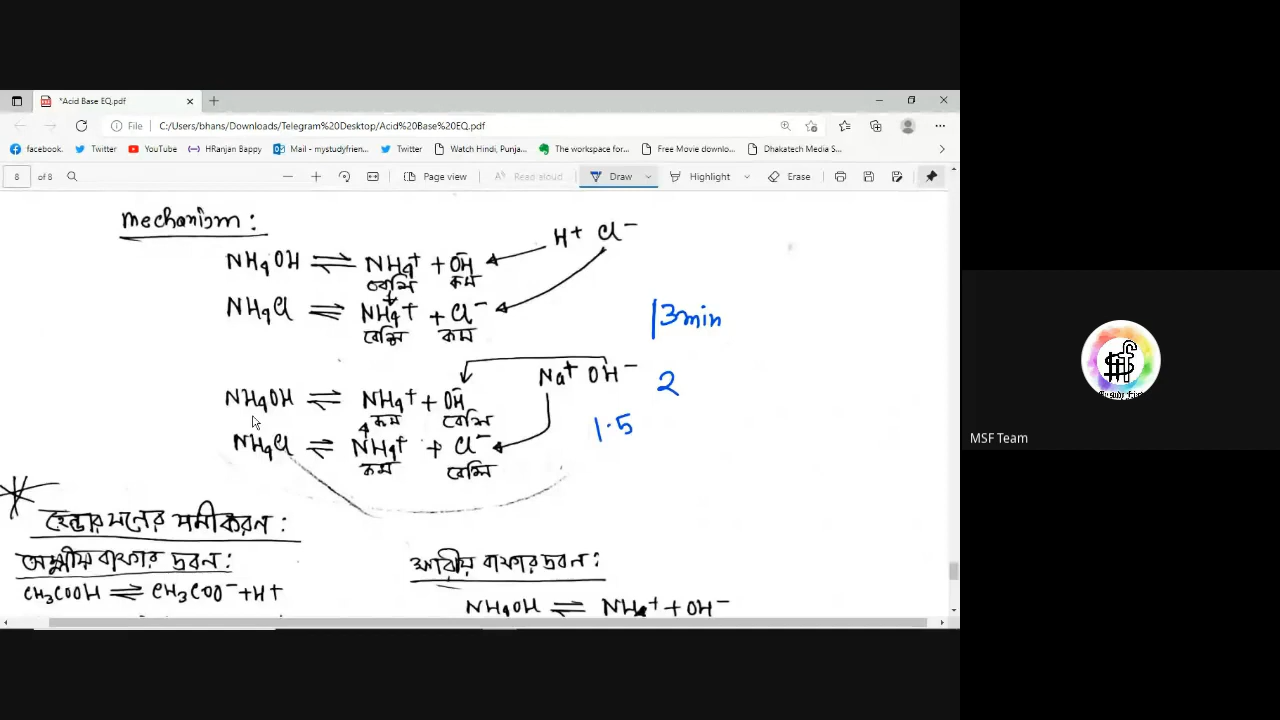 *Acid Base EQ.pdf
File C:/Users/bhans/Downloads/Telegram%20Desktop/Acid%20Base%20EQ.pdf
facebook. Twitter YouTube HRanjan Bappy Mail - mystudyfrien... Twitter Watch Hindi, Punja... The workspace for... Free Movie downlo... Dhakatech Media S...
8 of 8 Page view Read aloud Draw Highlight Erase
mechanism :
H+ Cl−
NH4OH ⇌ NH4+ + OH−
বেশি কম
NH4Cl ⇌ NH4+ + Cl−
বেশি কম
13min
Na+ OH−
2
NH4OH ⇌ NH4+ + OH−
কম বেশি
1.5
NH4Cl ⇌ NH4+ + Cl−
কম বেশি
হেন্ডারসনের সমীকরণ :
অম্লীয় বাফার দ্রবন : ক্ষারীয় বাফার দ্রবন :
CH3COOH ⇌ CH3COO− + H+
NH4OH ⇌ NH4+ + OH−
MSF Team